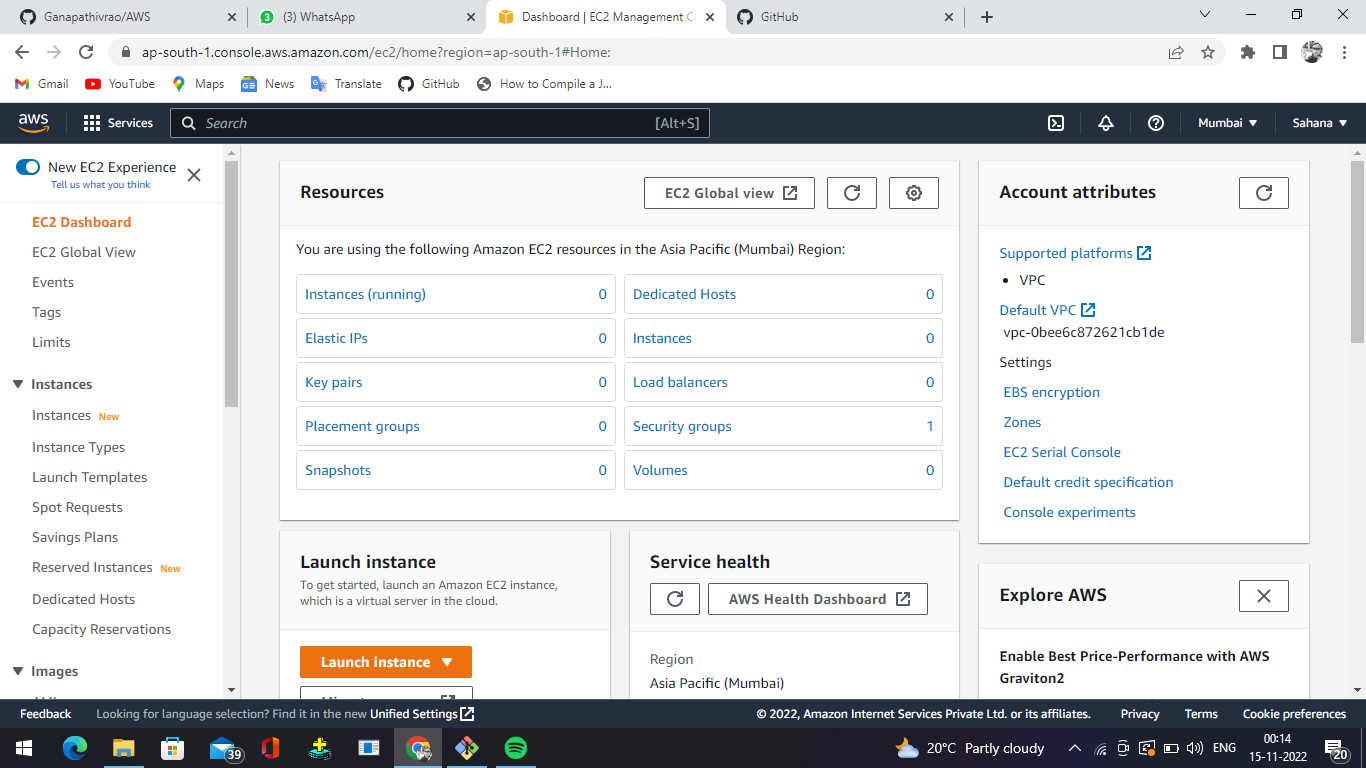 Ganapathivrao/AWS
(3) WhatsApp
Dashboard | EC2 Management C
GitHub
ap-south-1.console.aws.amazon.com/ec2/home?region=ap-south-1#Home:
Gmail YouTube Maps News Translate GitHub How to Compile a J...
aws Services Search [Alt+S] Mumbai Sahana
New EC2 Experience
Tell us what you think
EC2 Dashboard
EC2 Global View
Events
Tags
Limits
Instances
Instances New
Instance Types
Launch Templates
Spot Requests
Savings Plans
Reserved Instances New
Dedicated Hosts
Capacity Reservations
Images
Resources
EC2 Global view
You are using the following Amazon EC2 resources in the Asia Pacific (Mumbai) Region:
Instances (running) 0 Dedicated Hosts 0
Elastic IPs 0 Instances 0
Key pairs 0 Load balancers 0
Placement groups 0 Security groups 1
Snapshots 0 Volumes 0
Launch instance
To get started, launch an Amazon EC2 instance,
which is a virtual server in the cloud.
Launch instance
Service health
AWS Health Dashboard
Region
Asia Pacific (Mumbai)
Account attributes
Supported platforms
• VPC
Default VPC
vpc-0bee6c872621cb1de
Settings
EBS encryption
Zones
EC2 Serial Console
Default credit specification
Console experiments
Explore AWS
Enable Best Price-Performance with AWS
Graviton2
Feedback Looking for language selection? Find it in the new Unified Settings © 2022, Amazon Internet Services Private Ltd. or its affiliates. Privacy Terms Cookie preferences
39
20°C Partly cloudy
ENG
00:14
15-11-2022
20